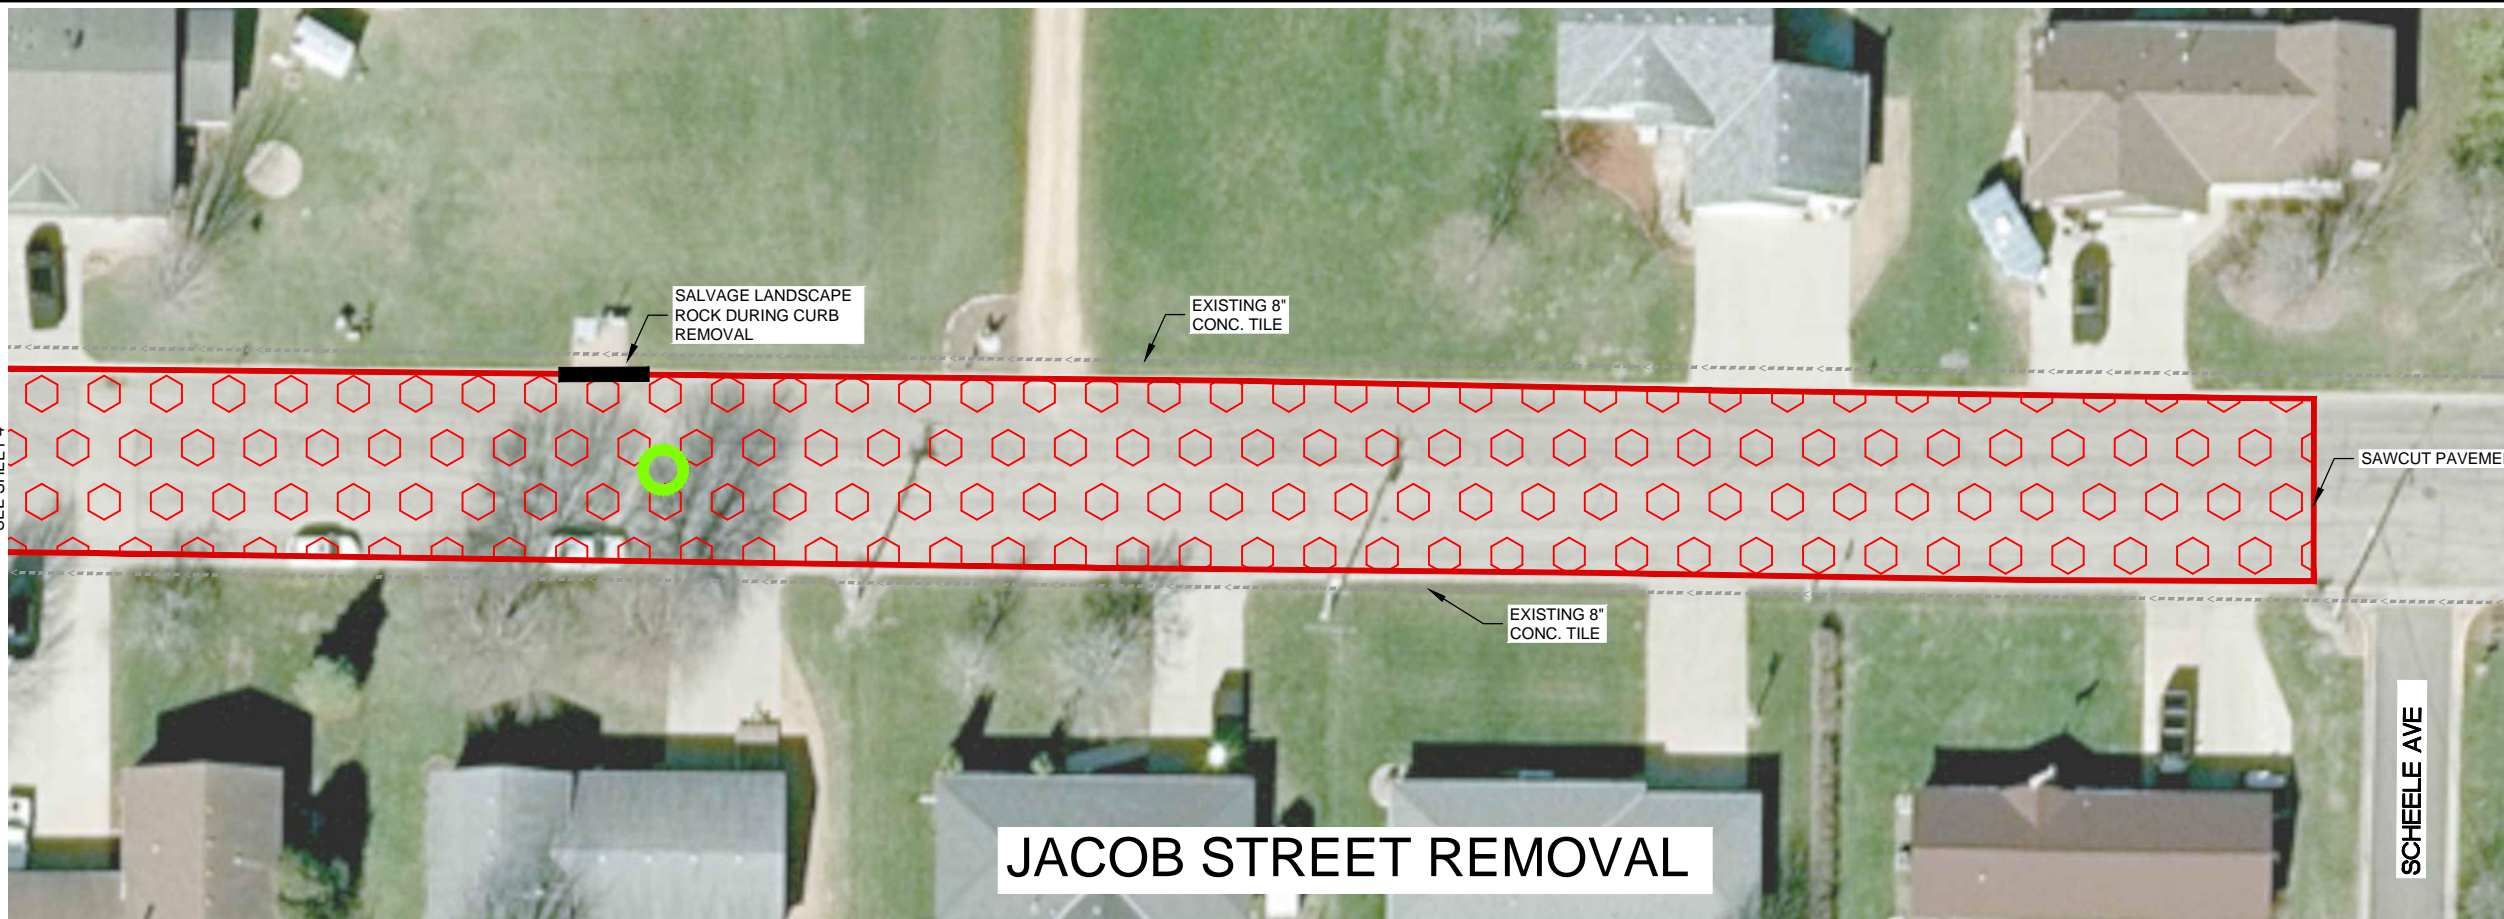 SALVAGE LANDSCAPE
ROCK DURING CURB
REMOVAL
EXISTING 8"
CONC. TILE
SAWCUT
EXISTING 8"
CONC. TILE
JACOB STREET REMOVAL
SCHEELE AVE